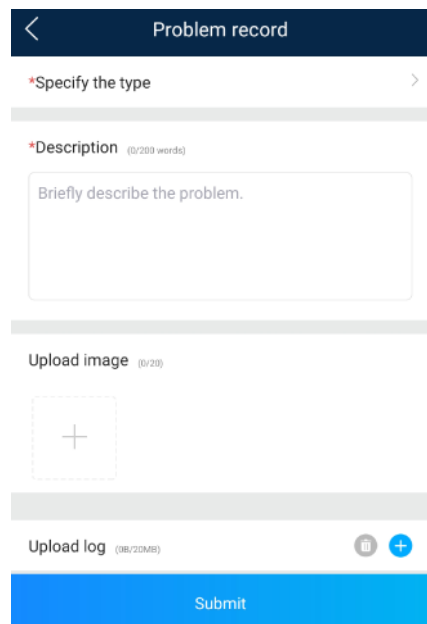 Problem record
*Specify the type
*Description (0/200 words)
Briefly describe the problem.
Upload image (0/20)
Upload log (0B/20MB)
Submit